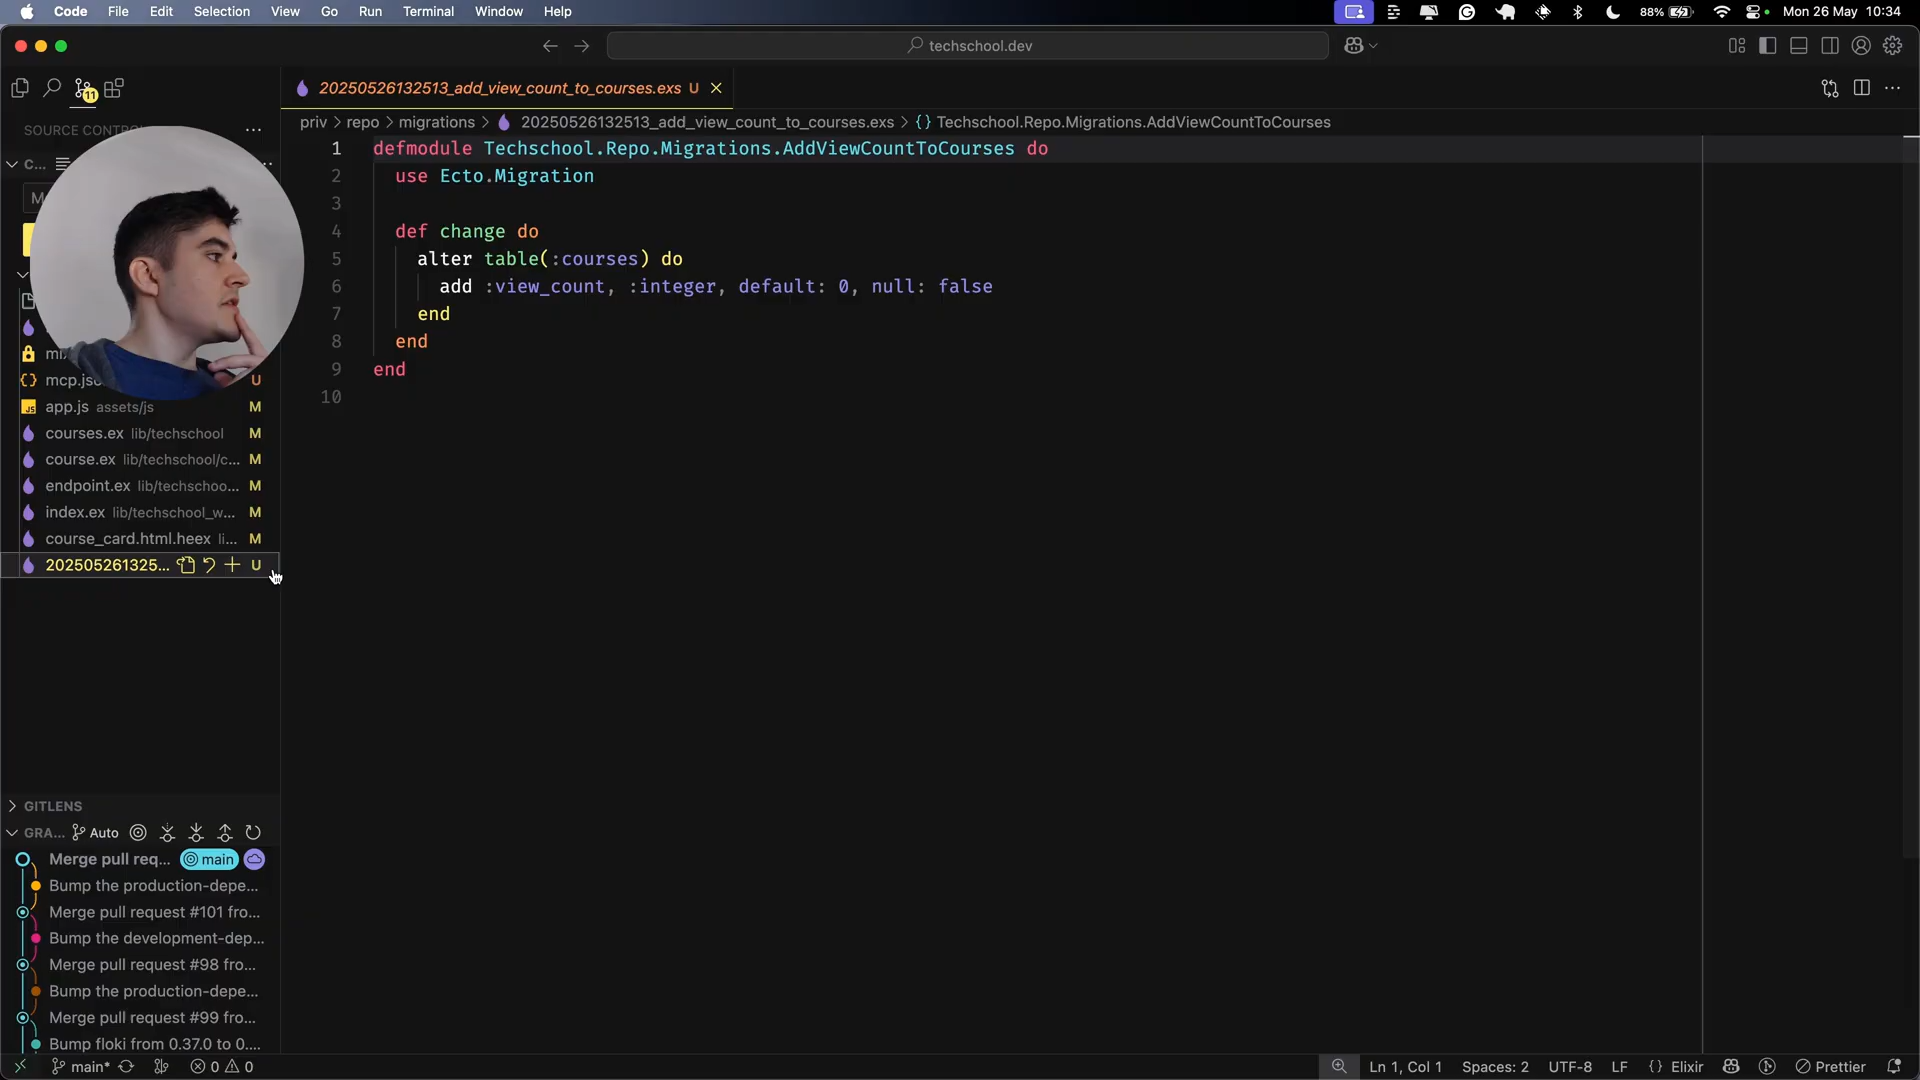 Code File Edit Selection View Go Run Terminal Window Help 88% Mon 26 May 10:34
techschool.dev
11
20250526132513_add_view_count_to_courses.exs U
SOURCE CONTRO
priv > repo > migrations > 20250526132513_add_view_count_to_courses.exs > {} Techschool.Repo.Migrations.AddViewCountToCourses
C...
1 defmodule Techschool.Repo.Migrations.AddViewCountToCourses do
2 use Ecto.Migration
3
4 def change do
5 alter table(:courses) do
6 add :view_count, :integer, default: 0, null: false
7 end
8 end
9 end
10
M
mi
mcp.jso U
app.js assets/js M
courses.ex lib/techschool M
course.ex lib/techschool/c... M
endpoint.ex lib/techschoo... M
index.ex lib/techschool_w... M
course_card.html.heex li... M
202505261325... U
GITLENS
GRA... Auto
Merge pull req... main
Bump the production-depe...
Merge pull request #101 fro...
Bump the development-dep...
Merge pull request #98 fro...
Bump the production-depe...
Merge pull request #99 fro...
Bump floki from 0.37.0 to 0....
main* 0 0 Ln 1, Col 1 Spaces: 2 UTF-8 LF {} Elixir Prettier